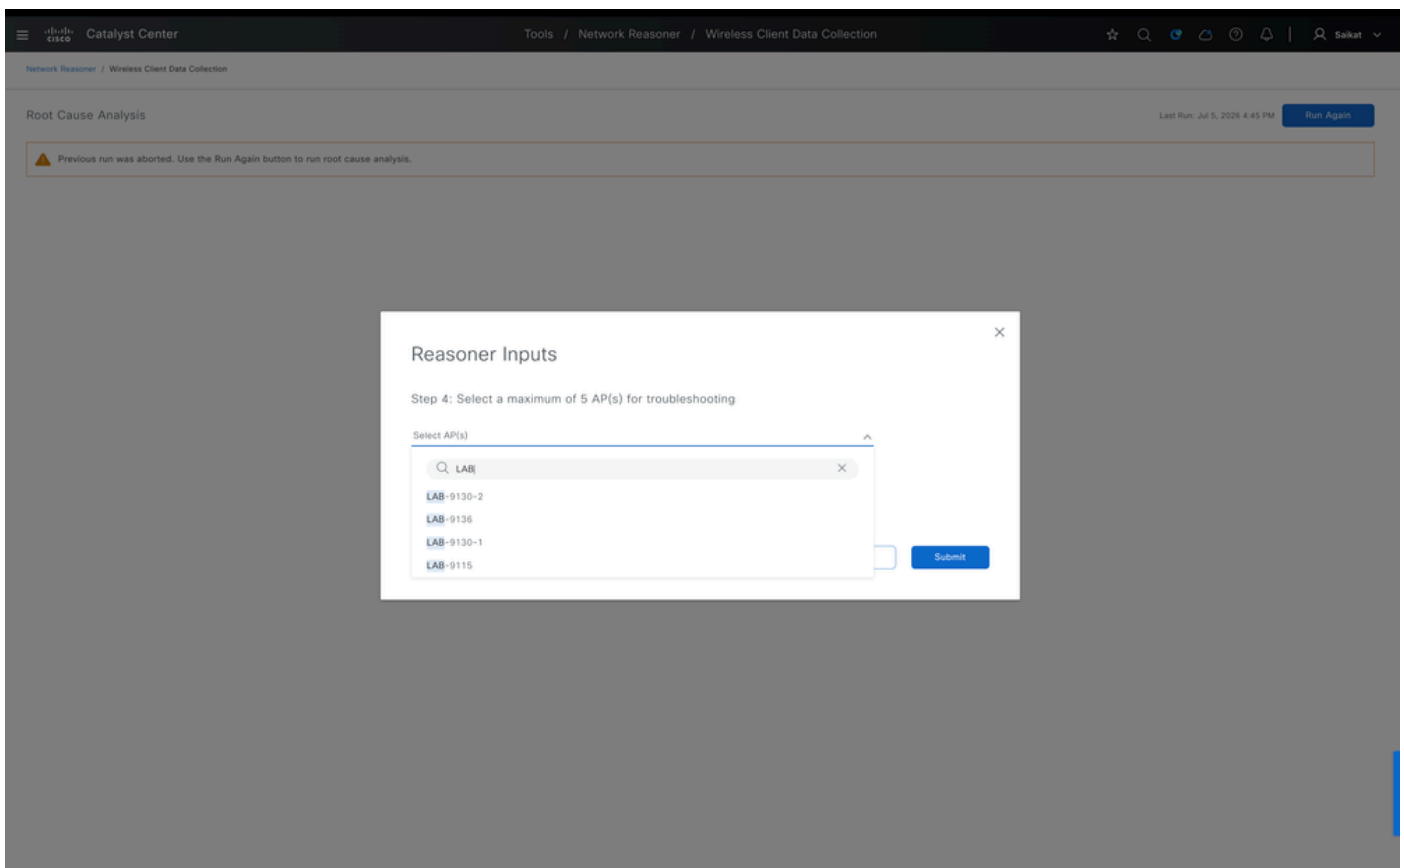 cisco Catalyst Center Tools / Network Reasoner / Wireless Client Data Collection Saikat
Network Reasoner / Wireless Client Data Collection
Root Cause Analysis Last Run: Jul 5, 2026 4:45 PM Run Again
Previous run was aborted. Use the Run Again button to run root cause analysis.
Reasoner Inputs
Step 4: Select a maximum of 5 AP(s) for troubleshooting
Select AP(s)
LAB
LAB-9130-2
LAB-9136
LAB-9130-1
LAB-9115
Submit